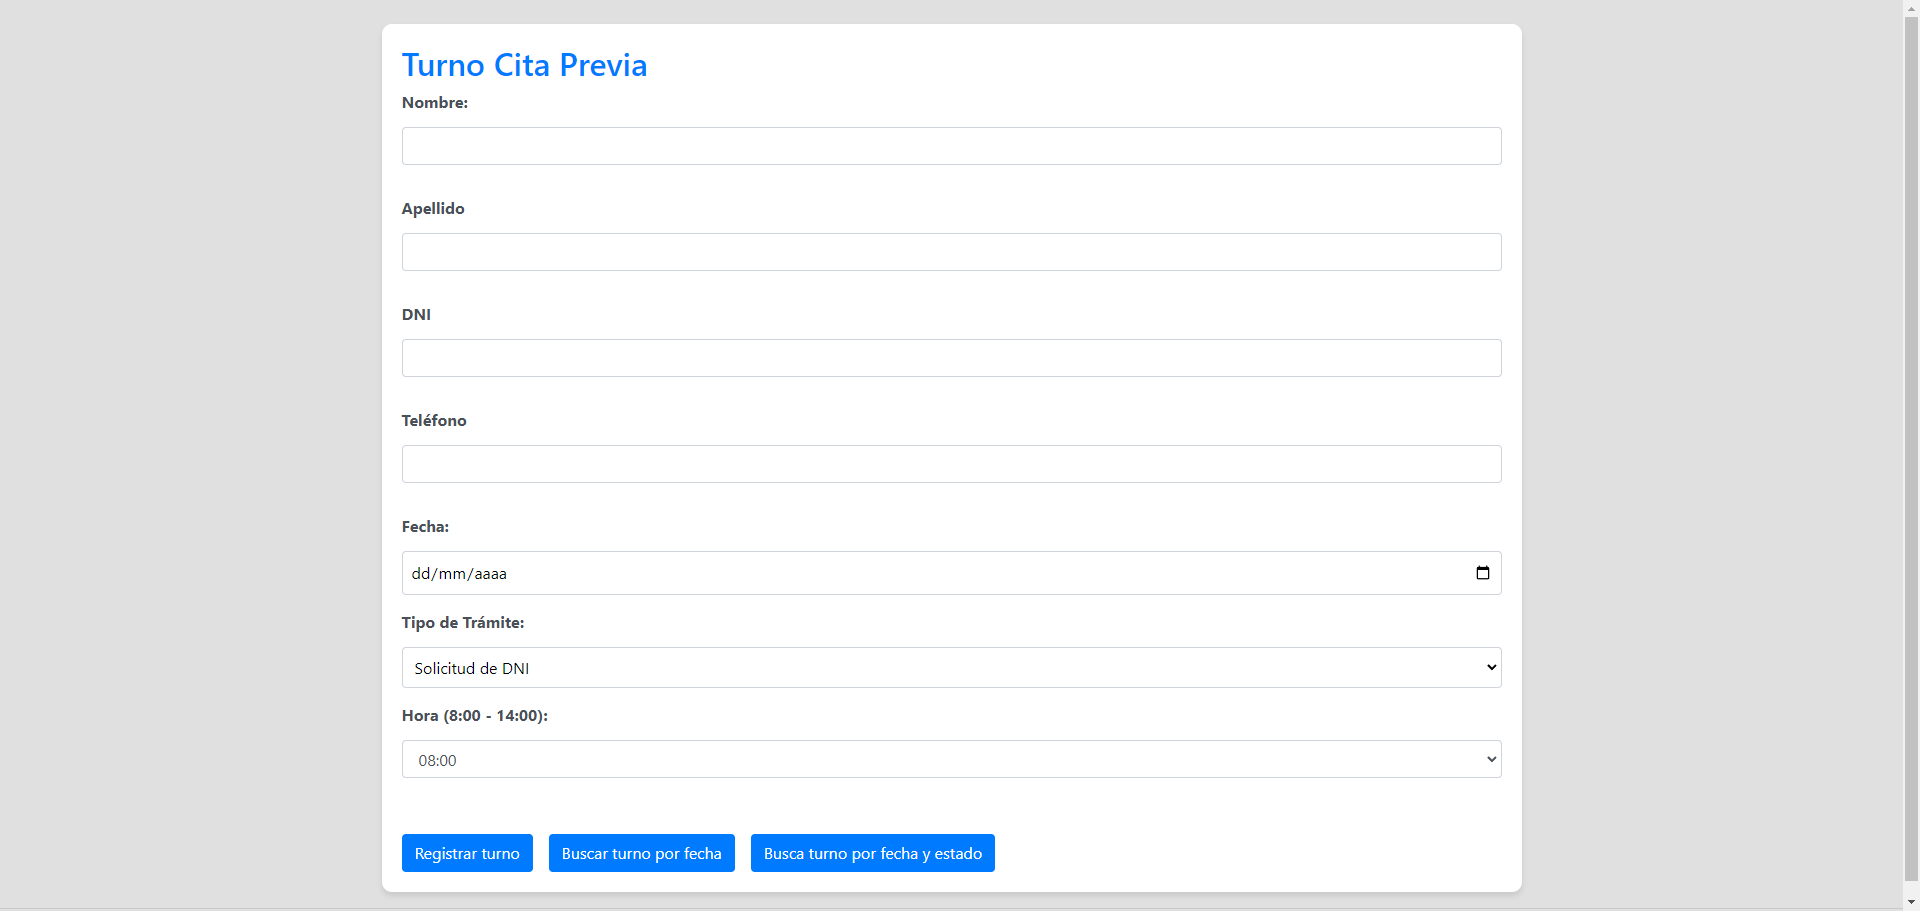 Turno Cita Previa
Nombre:
Apellido
DNI
Teléfono
Fecha:
dd/mm/aaaa
Tipo de Trámite:
Solicitud de DNI
Hora (8:00 - 14:00):
08:00
Registrar turno
Buscar turno por fecha
Busca turno por fecha y estado